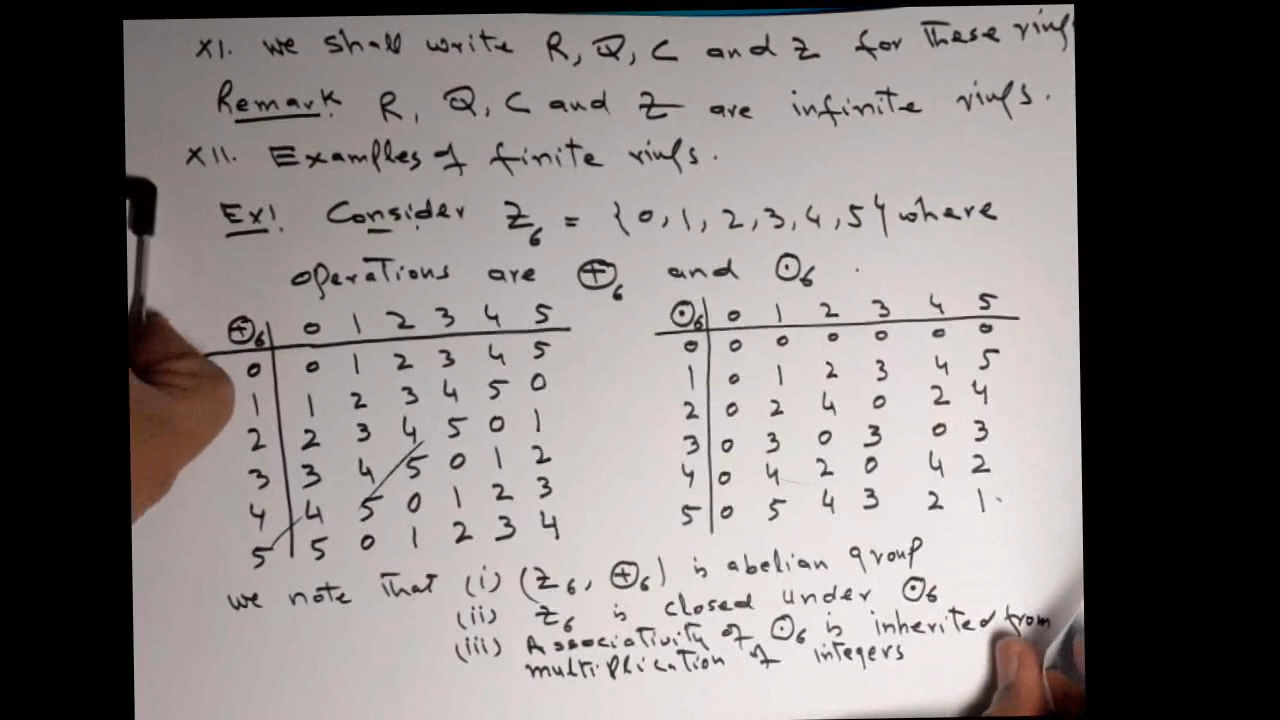 XI. we shall write R, Q, C and Z for These rings
Remark: R, Q, C and Z are infinite rings.
XII. Examples of finite rings.
Ex1: Consider Z₆ = {0, 1, 2, 3, 4, 5} where
operations are ⊕₆ and ⊙₆.
⊕₆ 0 1 2 3 4 5
0 0 1 2 3 4 5
1 1 2 3 4 5 0
2 2 3 4 5 0 1
3 3 4 5 0 1 2
4 4 5 0 1 2 3
5 5 0 1 2 3 4
⊙₆ 0 1 2 3 4 5
0 0 0 0 0 0 0
1 0 1 2 3 4 5
2 0 2 4 0 2 4
3 0 3 0 3 0 3
4 0 4 2 0 4 2
5 0 5 4 3 2 1.
we note that (i) (Z₆, ⊕₆) is abelian group
(ii) Z₆ is closed under ⊙₆
(iii) Associativity of ⊙₆ is inherited from
multiplication of integers